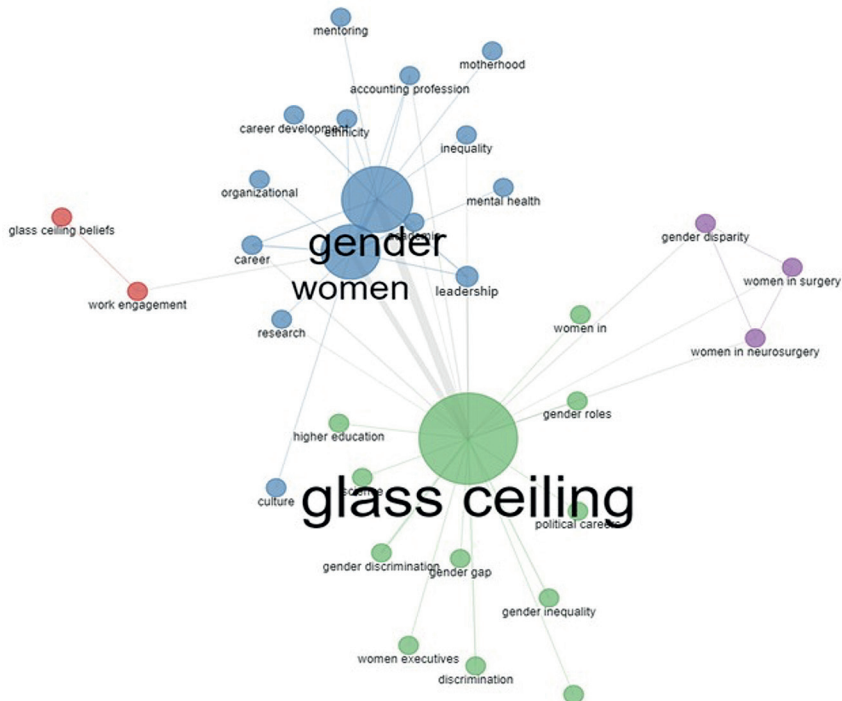 mentoring
motherhood
accounting profession
career development
ethnicity
inequality
organizational
mental health
glass ceiling beliefs
gender disparity
gender
career
women in surgery
women
leadership
work engagement
women in
research
women in neurosurgery
gender roles
higher education
science
culture
glass ceiling
political careers
gender discrimination
gender gap
gender inequality
women executives
discrimination